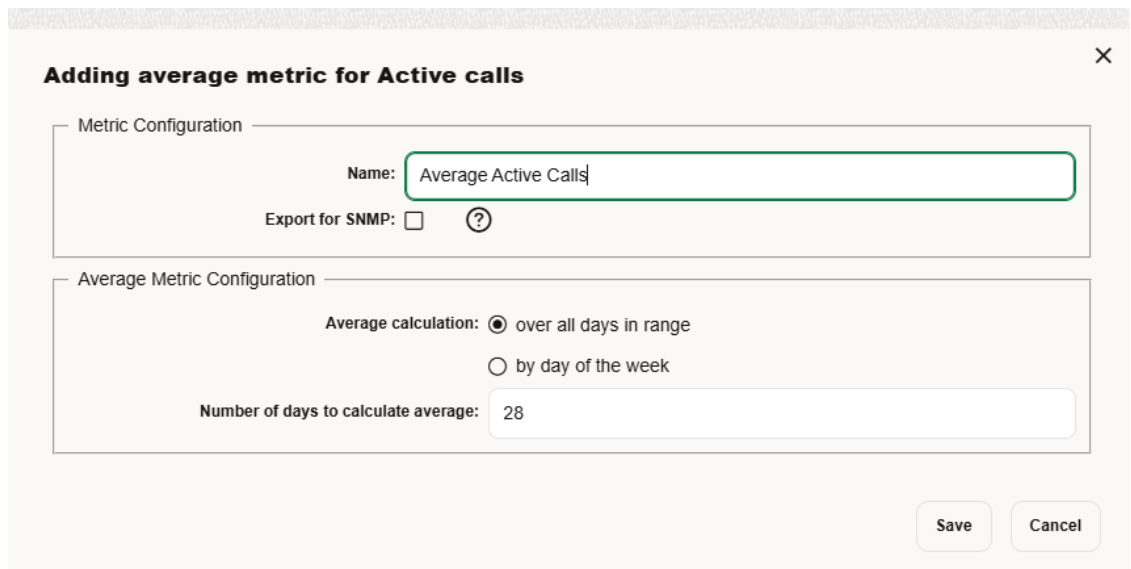 Adding average metric for Active calls
Metric Configuration
Name: Average Active Calls
Export for SNMP: ?
Average Metric Configuration
Average calculation: over all days in range
by day of the week
Number of days to calculate average: 28
Save Cancel